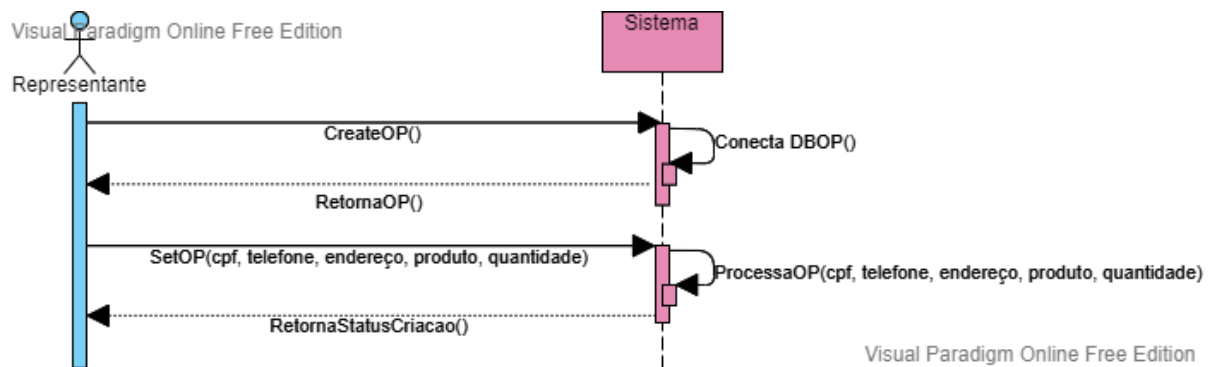 Visual Paradigm Online Free Edition
Sistema
Representante
CreateOP()
Conecta DBOP()
RetornaOP()
SetOP(cpf, telefone, endereço, produto, quantidade)
ProcessaOP(cpf, telefone, endereço, produto, quantidade)
RetornaStatusCriacao()
Visual Paradigm Online Free Edition